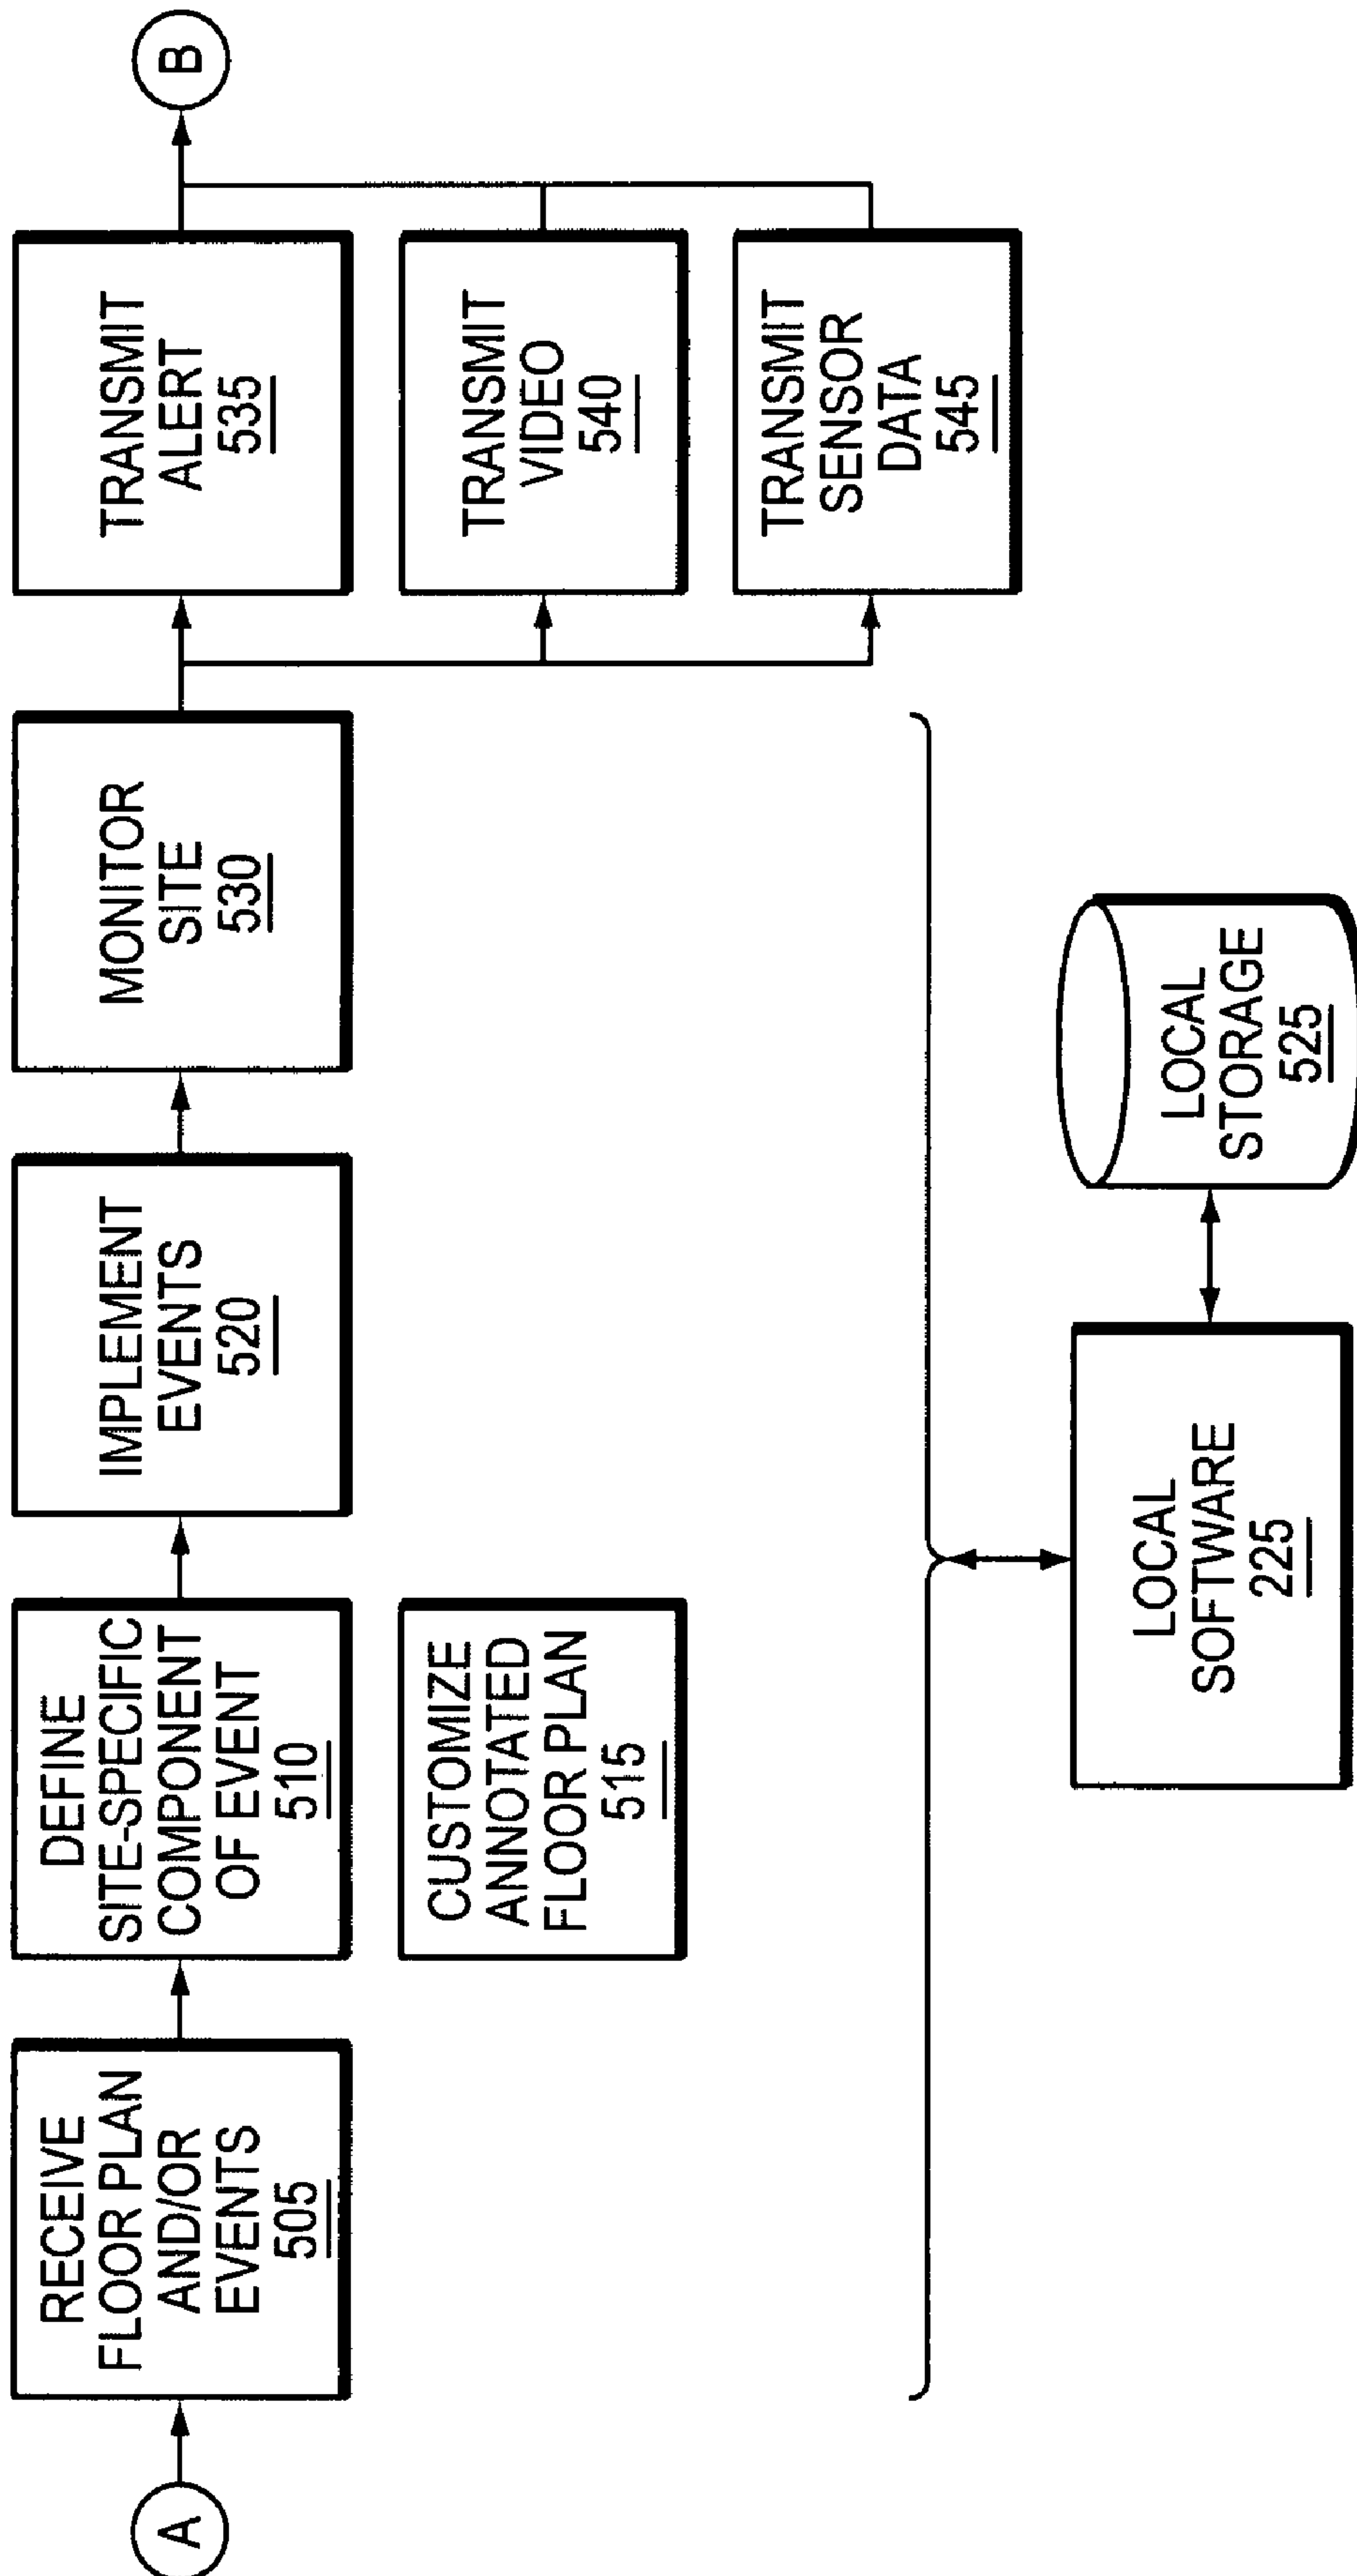 A
RECEIVE
FLOOR PLAN
AND/OR
EVENTS
505
DEFINE
SITE-SPECIFIC
COMPONENT
OF EVENT
510
CUSTOMIZE
ANNOTATED
FLOOR PLAN
515
IMPLEMENT
EVENTS
520
MONITOR
SITE
530
TRANSMIT
ALERT
535
TRANSMIT
VIDEO
540
TRANSMIT
SENSOR
DATA
545
B
LOCAL
SOFTWARE
225
LOCAL
STORAGE
525